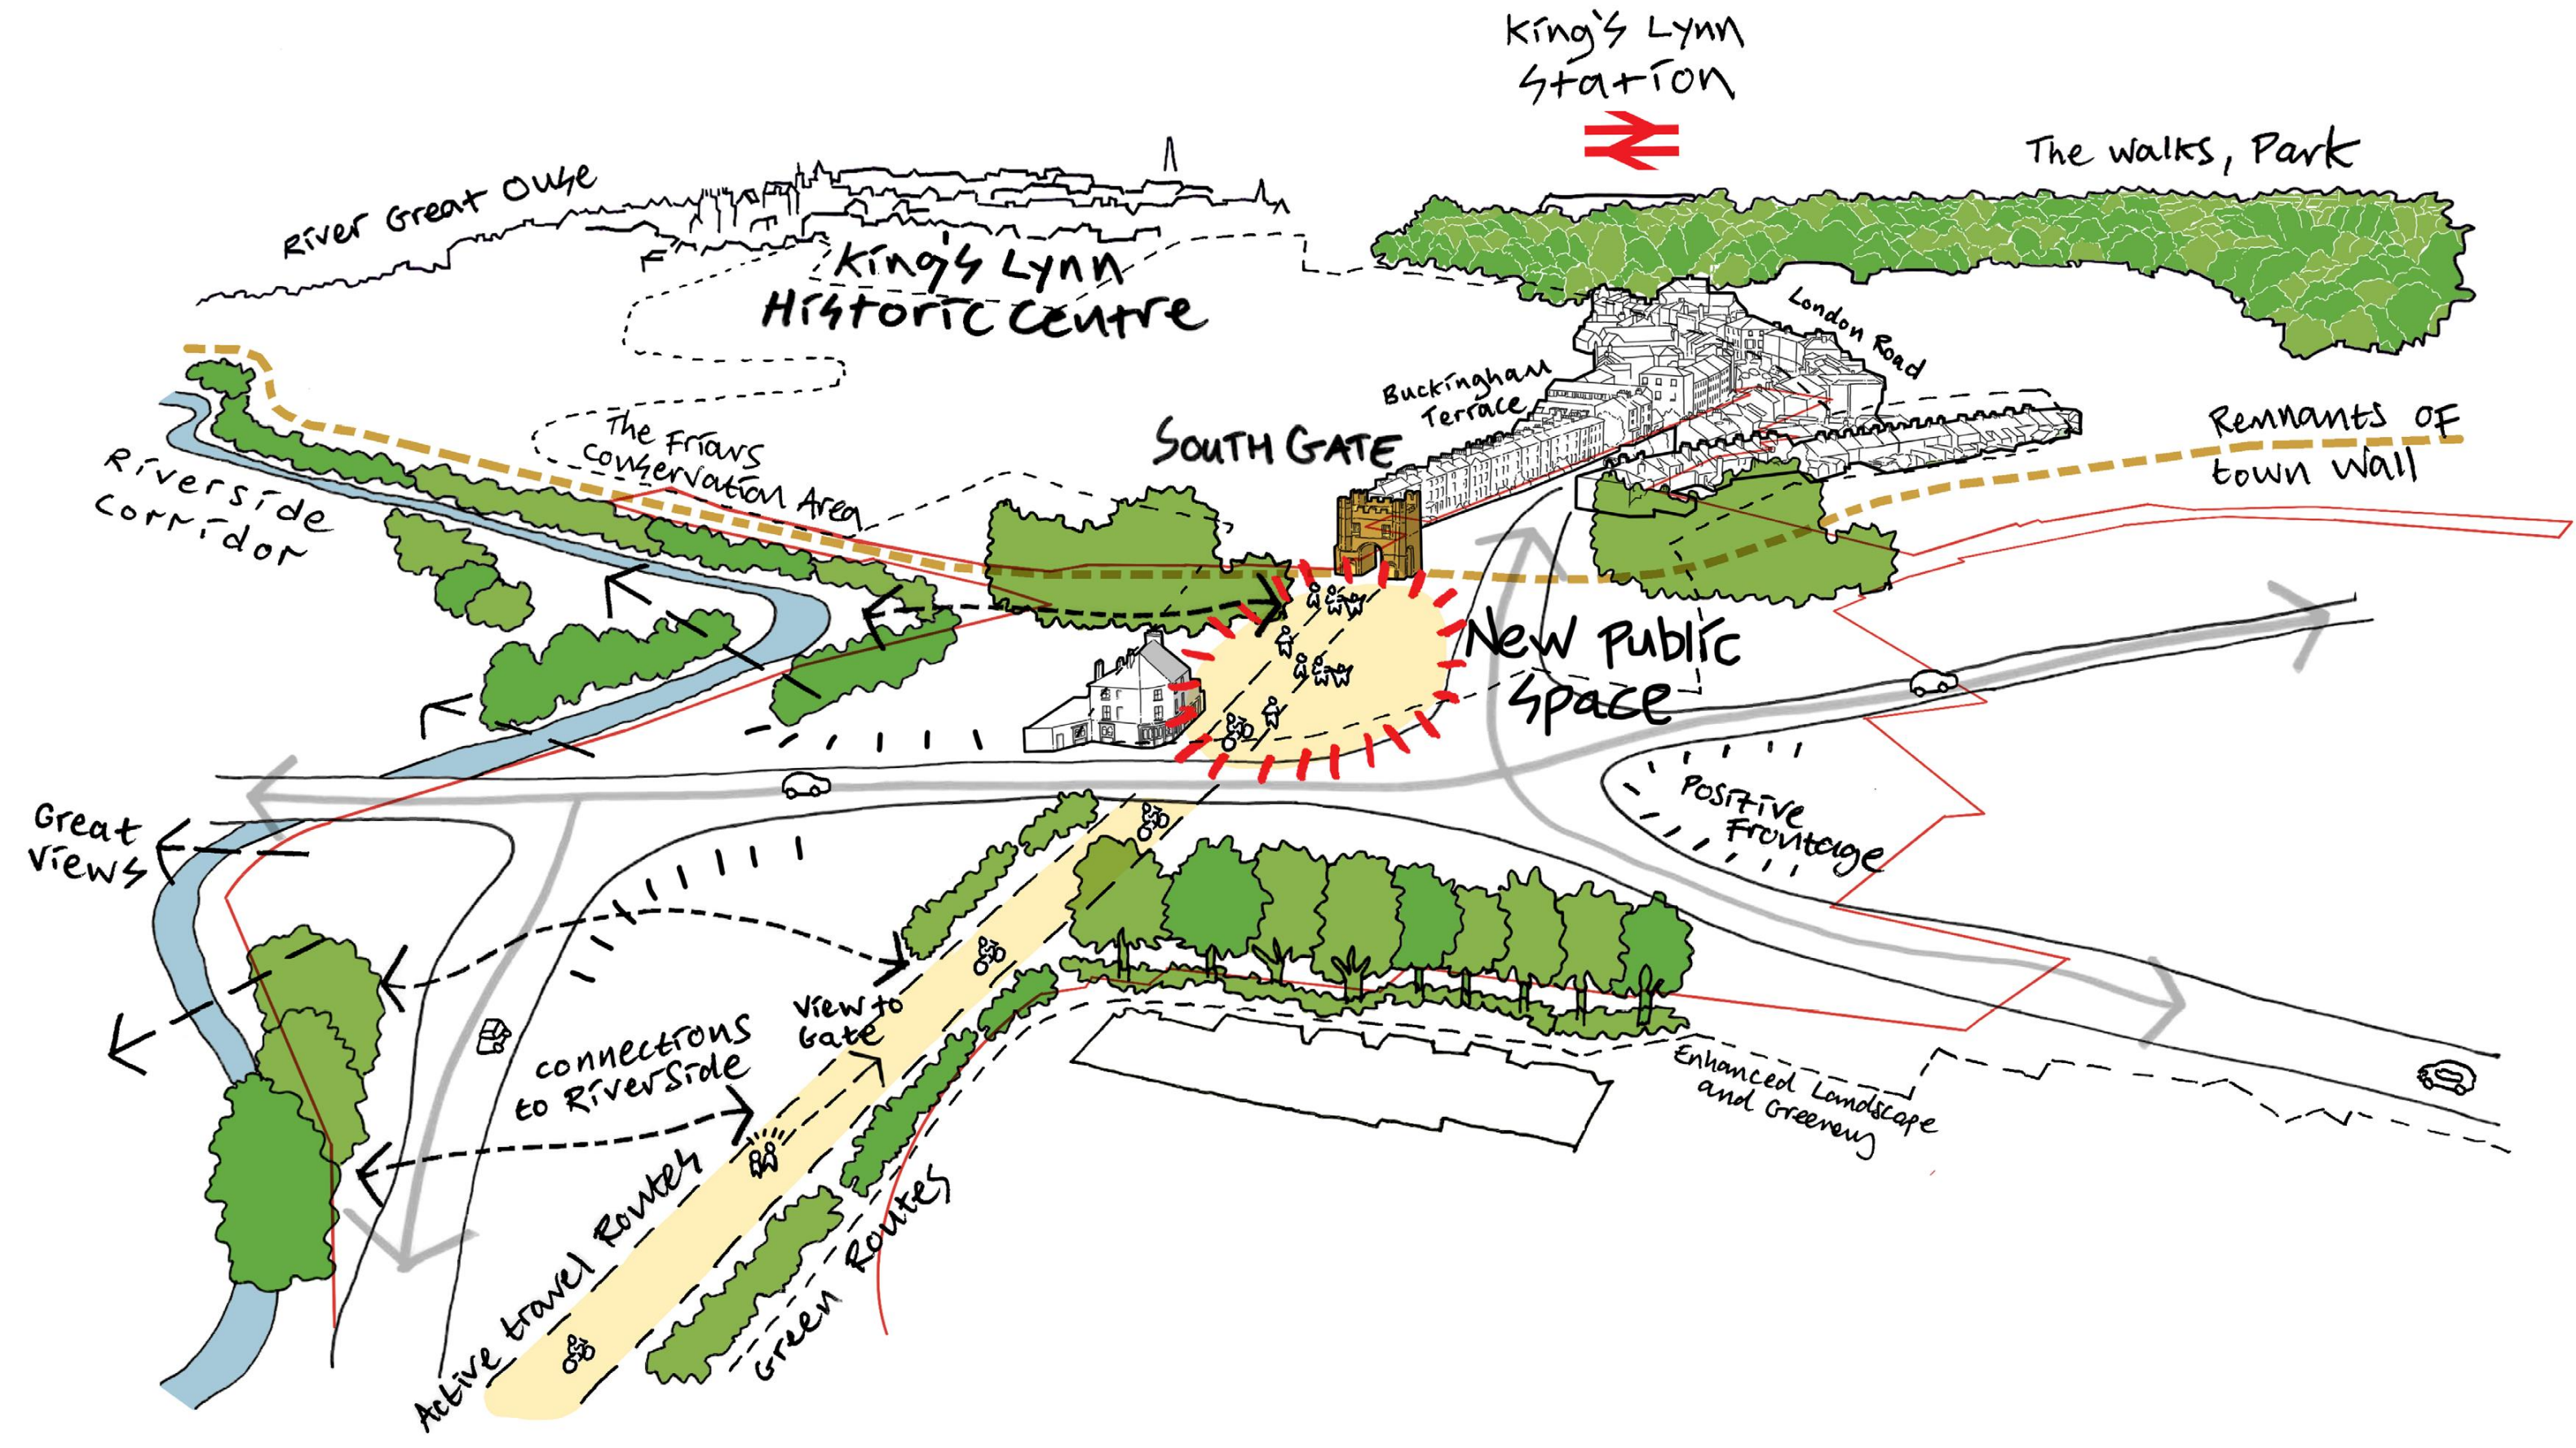 King's Lynn
Station
The Walks, Park
River Great Ouse
King's Lynn
Historic Centre
London Road
Buckingham
Terrace
Remnants of
town wall
The Friars
Conservation Area
SOUTH GATE
Riverside
Corridor
New Public
Space
Positive
Frontage
Great
Views
View to
Gate
connections
to Riverside
Enhanced Landscape
and Greenery
Active travel Routes
Green Routes